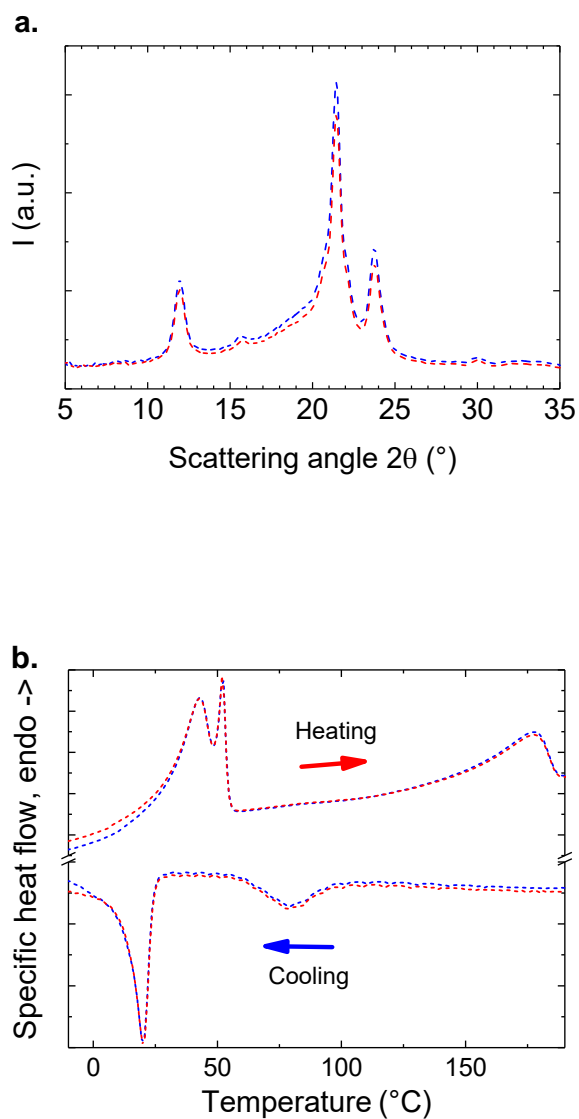 a.
I (a.u.)
5 10 15 20 25 30 35
Scattering angle 2θ (°)
b.
Specific heat flow, endo ->
Heating
Cooling
0 50 100 150
Temperature (°C)